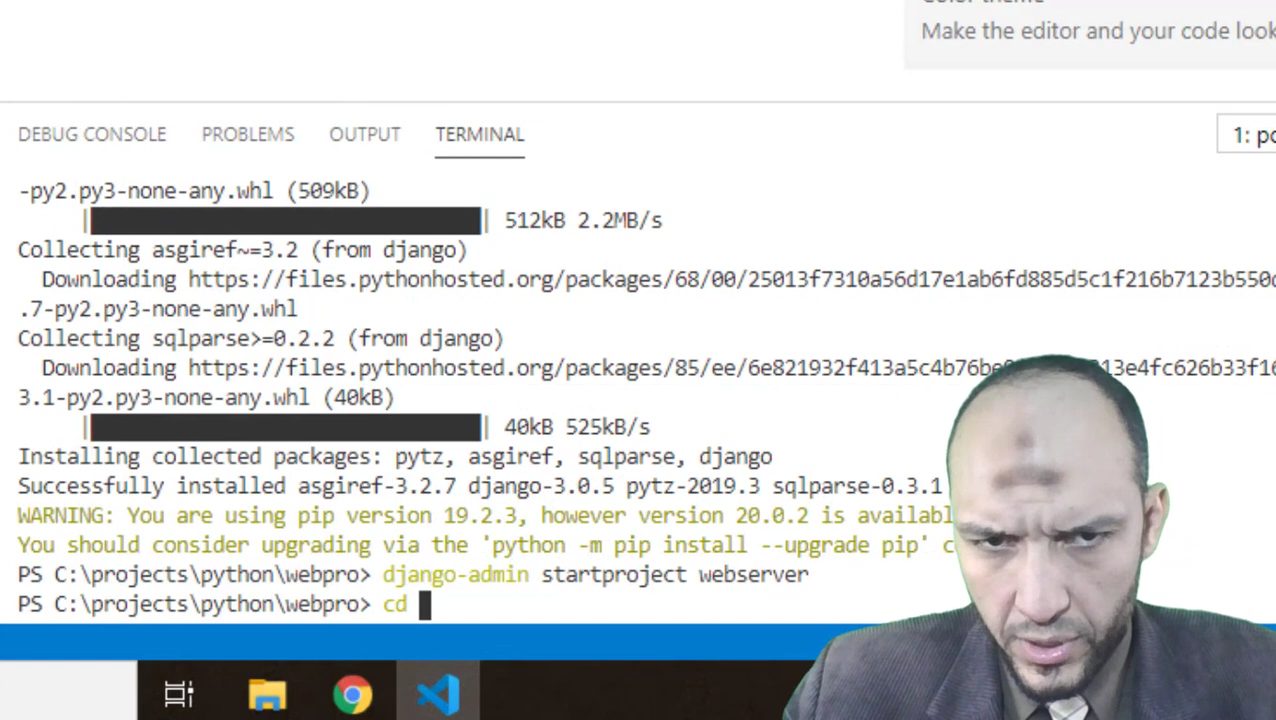 Make the editor and your code look
DEBUG CONSOLE PROBLEMS OUTPUT TERMINAL
1:
-py2.py3-none-any.whl (509kB)
| | 512kB 2.2MB/s
Collecting asgiref~=3.2 (from django)
Downloading https://files.pythonhosted.org/packages/68/00/25013f7310a56d17e1ab6fd885d5c1f216b7123b550
.7-py2.py3-none-any.whl
Collecting sqlparse>=0.2.2 (from django)
Downloading https://files.pythonhosted.org/packages/85/ee/6e821932f413a5c4b76be
3.1-py2.py3-none-any.whl (40kB)
| | 40kB 525kB/s
Installing collected packages: pytz, asgiref, sqlparse, django
Successfully installed asgiref-3.2.7 django-3.0.5 pytz-2019.3 sqlparse-0.3.1
WARNING: You are using pip version 19.2.3, however version 20.0.2 is availabl
You should consider upgrading via the 'python -m pip install --upgrade pip' c
PS C:\projects\python\webpro> django-admin startproject webserver
PS C:\projects\python\webpro> cd